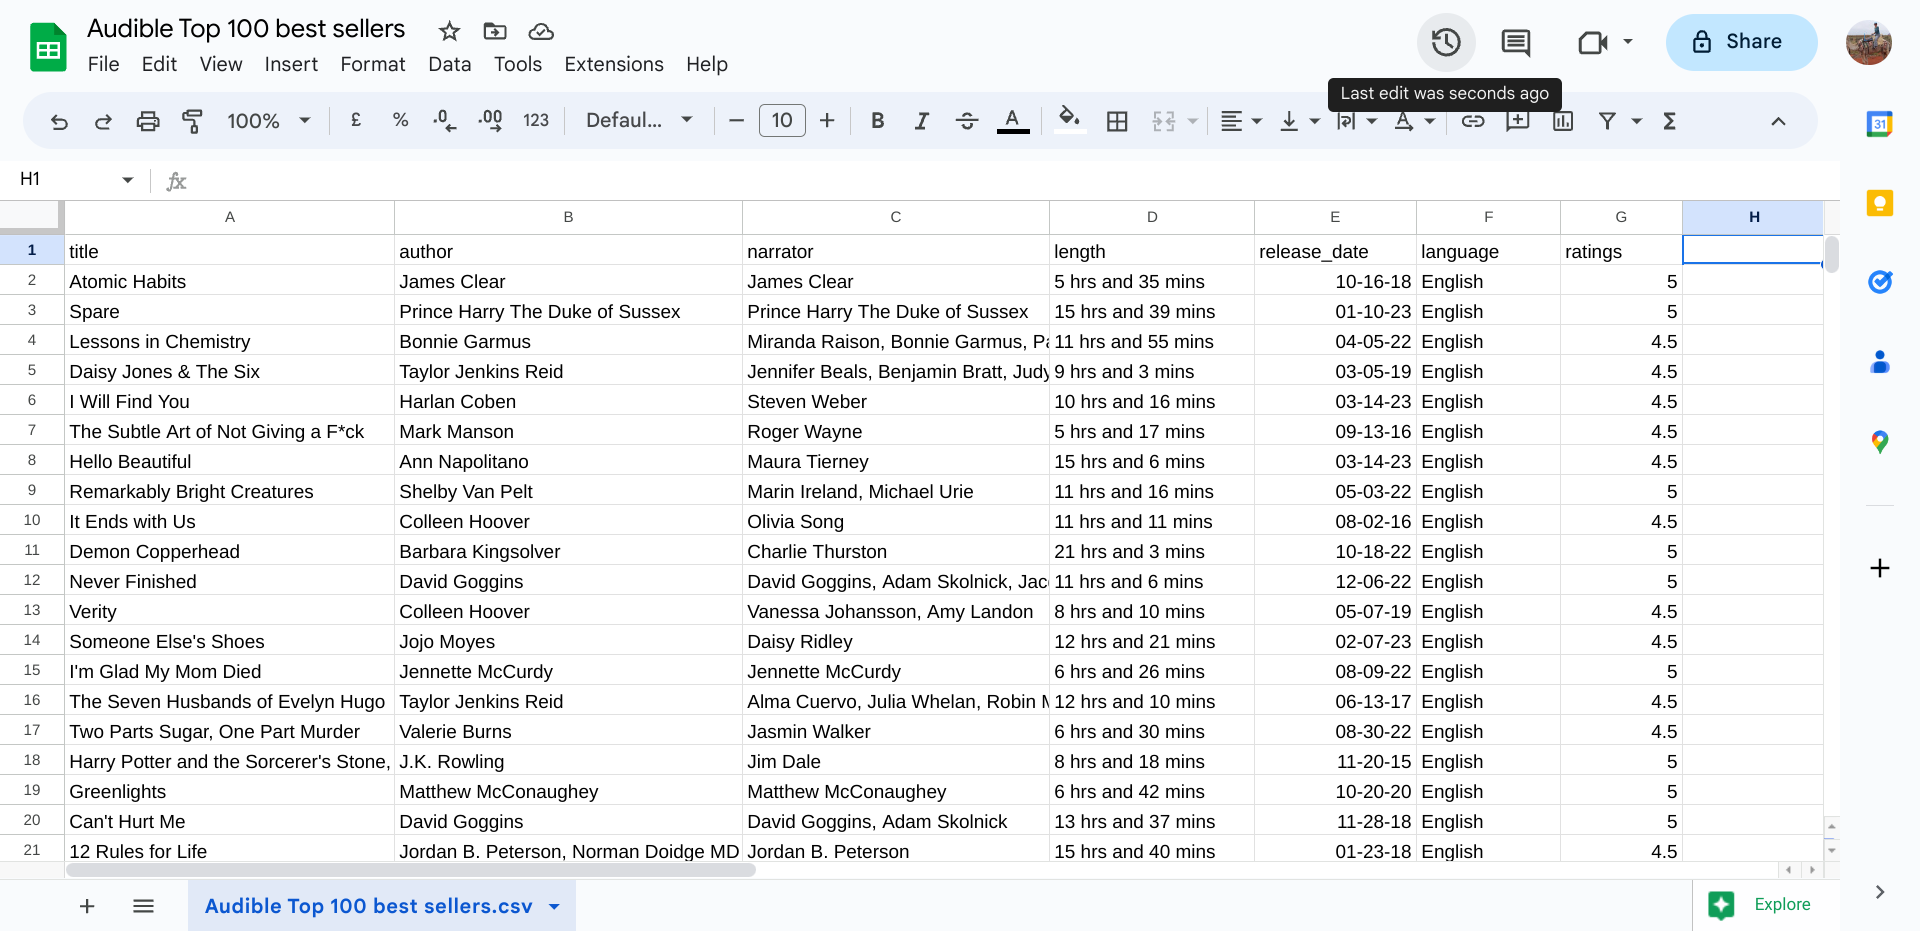 Audible Top 100 best sellers
File Edit View Insert Format Data Tools Extensions Help
Share
Last edit was seconds ago
100% £ % .0 .00 123 Defaul... 10 B I A A Σ
31
H1 fx
A B C D E F G H
1 title author narrator length release_date language ratings
2 Atomic Habits James Clear James Clear 5 hrs and 35 mins 10-16-18 English 5
3 Spare Prince Harry The Duke of Sussex Prince Harry The Duke of Sussex 15 hrs and 39 mins 01-10-23 English 5
4 Lessons in Chemistry Bonnie Garmus Miranda Raison, Bonnie Garmus, Pa 11 hrs and 55 mins 04-05-22 English 4.5
5 Daisy Jones & The Six Taylor Jenkins Reid Jennifer Beals, Benjamin Bratt, Judy 9 hrs and 3 mins 03-05-19 English 4.5
6 I Will Find You Harlan Coben Steven Weber 10 hrs and 16 mins 03-14-23 English 4.5
7 The Subtle Art of Not Giving a F*ck Mark Manson Roger Wayne 5 hrs and 17 mins 09-13-16 English 4.5
8 Hello Beautiful Ann Napolitano Maura Tierney 15 hrs and 6 mins 03-14-23 English 4.5
9 Remarkably Bright Creatures Shelby Van Pelt Marin Ireland, Michael Urie 11 hrs and 16 mins 05-03-22 English 5
10 It Ends with Us Colleen Hoover Olivia Song 11 hrs and 11 mins 08-02-16 English 4.5
11 Demon Copperhead Barbara Kingsolver Charlie Thurston 21 hrs and 3 mins 10-18-22 English 5
12 Never Finished David Goggins David Goggins, Adam Skolnick, Jac 11 hrs and 6 mins 12-06-22 English 5
13 Verity Colleen Hoover Vanessa Johansson, Amy Landon 8 hrs and 10 mins 05-07-19 English 4.5
14 Someone Else's Shoes Jojo Moyes Daisy Ridley 12 hrs and 21 mins 02-07-23 English 4.5
15 I'm Glad My Mom Died Jennette McCurdy Jennette McCurdy 6 hrs and 26 mins 08-09-22 English 5
16 The Seven Husbands of Evelyn Hugo Taylor Jenkins Reid Alma Cuervo, Julia Whelan, Robin M 12 hrs and 10 mins 06-13-17 English 4.5
17 Two Parts Sugar, One Part Murder Valerie Burns Jasmin Walker 6 hrs and 30 mins 08-30-22 English 4.5
18 Harry Potter and the Sorcerer's Stone, J.K. Rowling Jim Dale 8 hrs and 18 mins 11-20-15 English 5
19 Greenlights Matthew McConaughey Matthew McConaughey 6 hrs and 42 mins 10-20-20 English 5
20 Can't Hurt Me David Goggins David Goggins, Adam Skolnick 13 hrs and 37 mins 11-28-18 English 5
21 12 Rules for Life Jordan B. Peterson, Norman Doidge MD Jordan B. Peterson 15 hrs and 40 mins 01-23-18 English 4.5
Audible Top 100 best sellers.csv
Explore